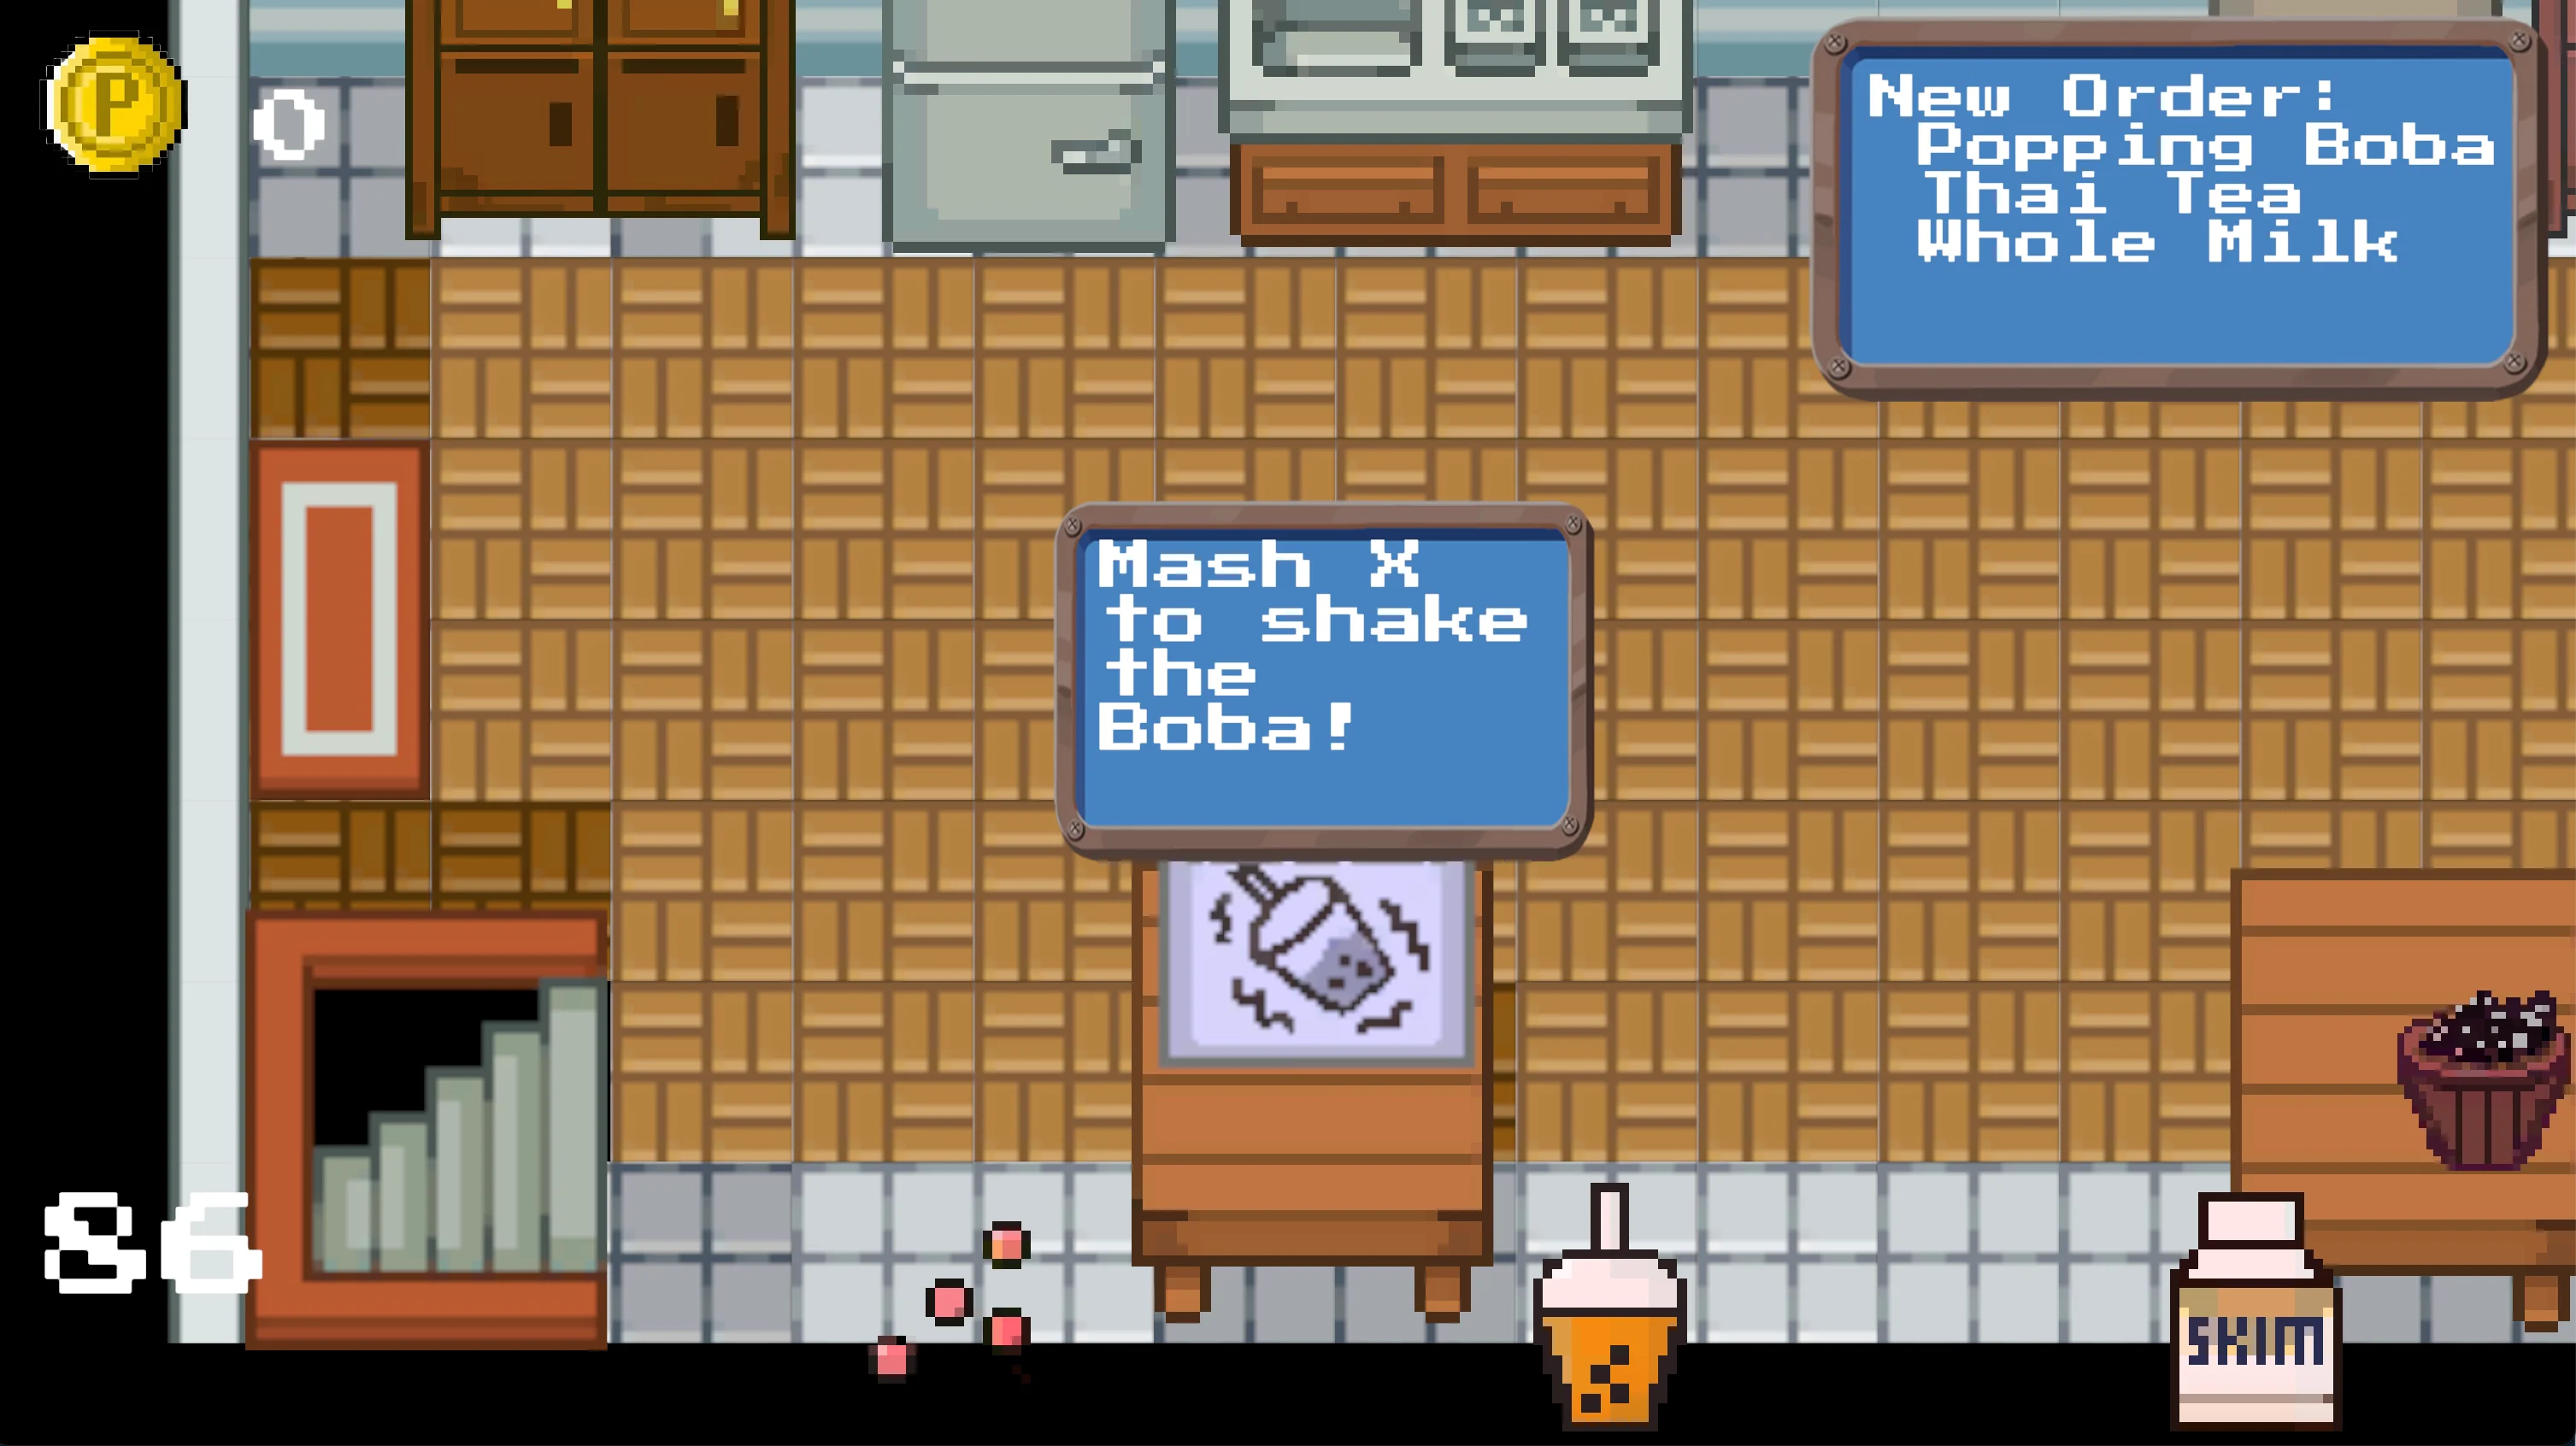 P
0
New Order:
Popping Boba
Thai Tea
Whole Milk
Mash X
to shake
the
Boba!
86
SKIM